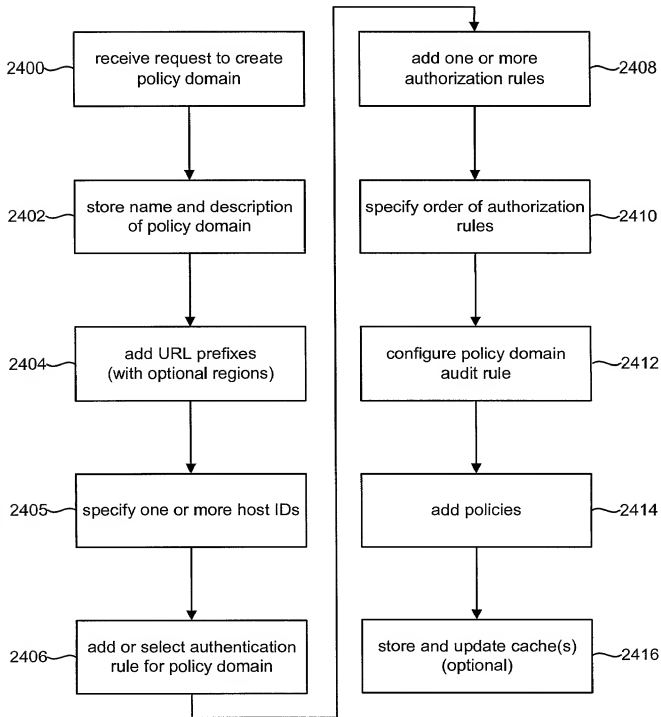 2400
receive request to create
policy domain
2402
store name and description
of policy domain
2404
add URL prefixes
(with optional regions)
2405
specify one or more host IDs
2406
add or select authentication
rule for policy domain
add one or more
authorization rules
2408
specify order of authorization
rules
2410
configure policy domain
audit rule
2412
add policies
2414
store and update cache(s)
(optional)
2416